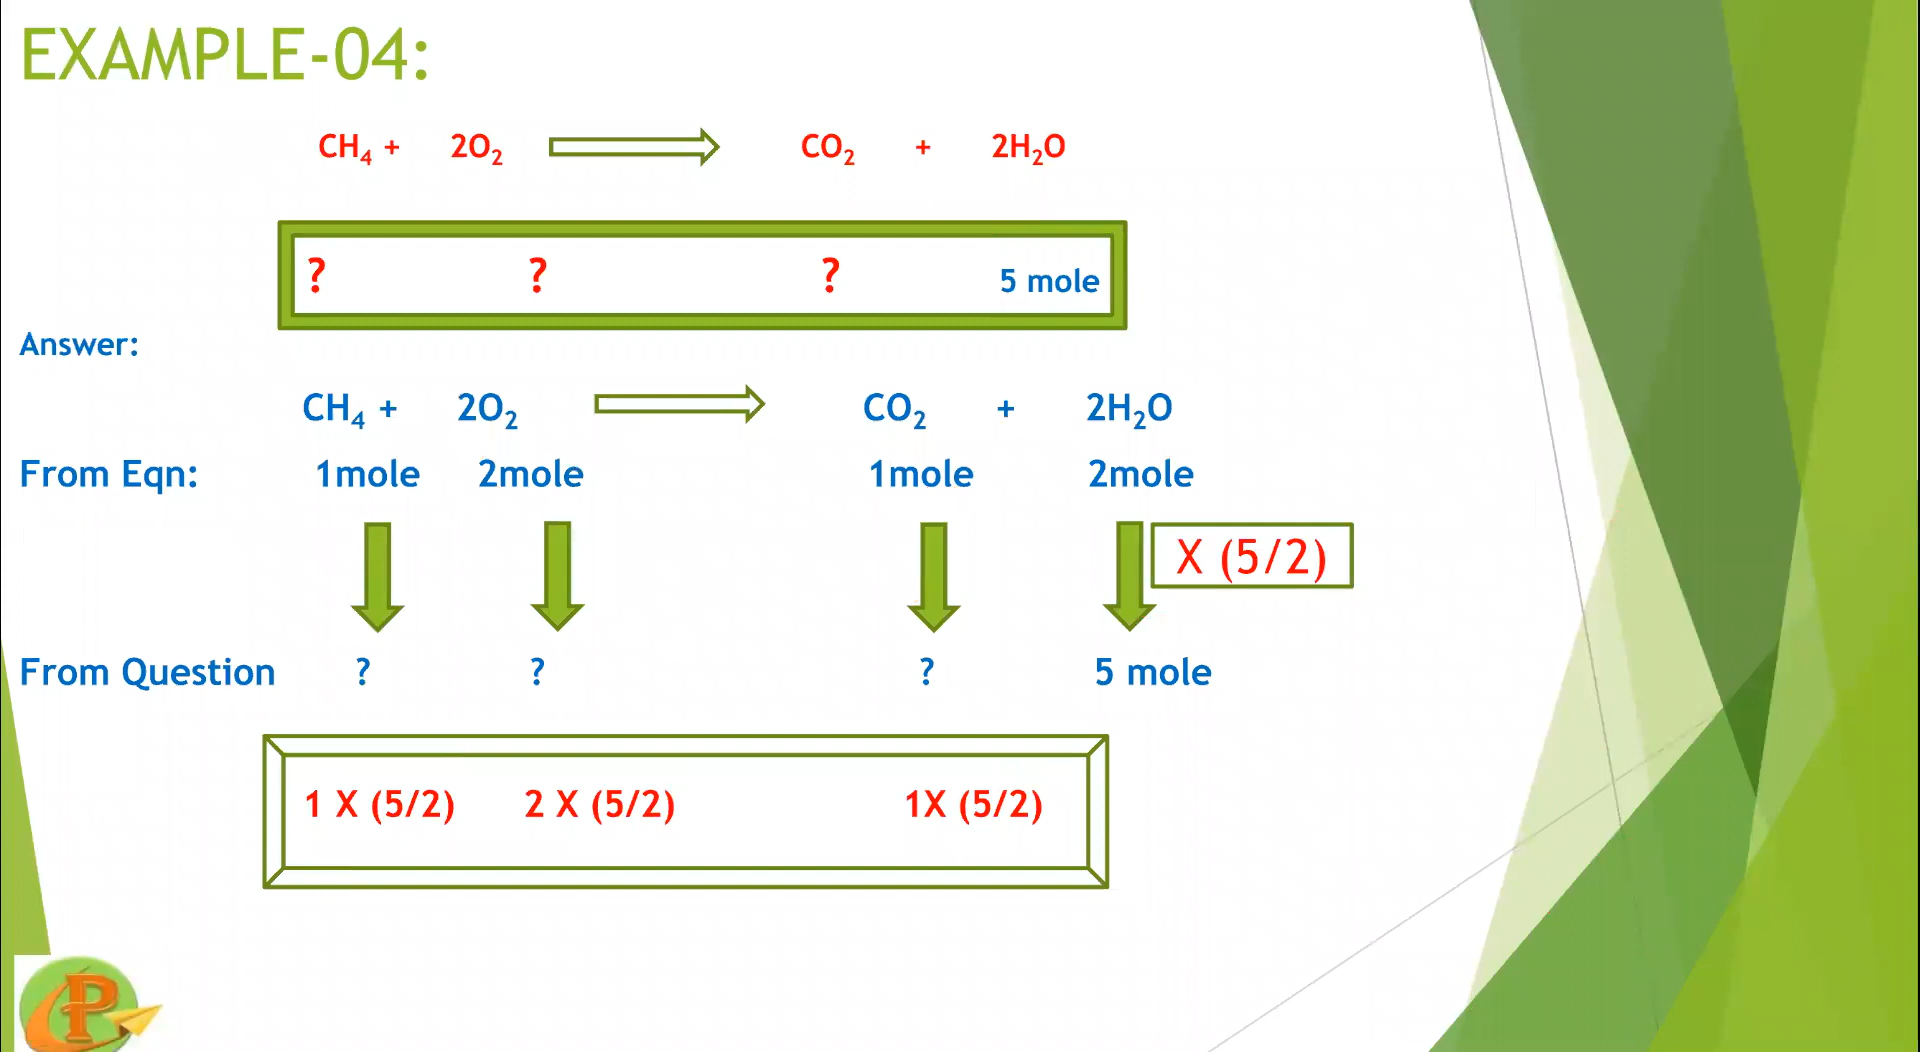 EXAMPLE-04:
CH₄ + 2O₂ CO₂ + 2H₂O
? ? ? 5 mole
Answer:
CH₄ + 2O₂ CO₂ + 2H₂O
From Eqn: 1mole 2mole 1mole 2mole
X (5/2)
From Question ? ? ? 5 mole
1 X (5/2) 2 X (5/2) 1X (5/2)
P